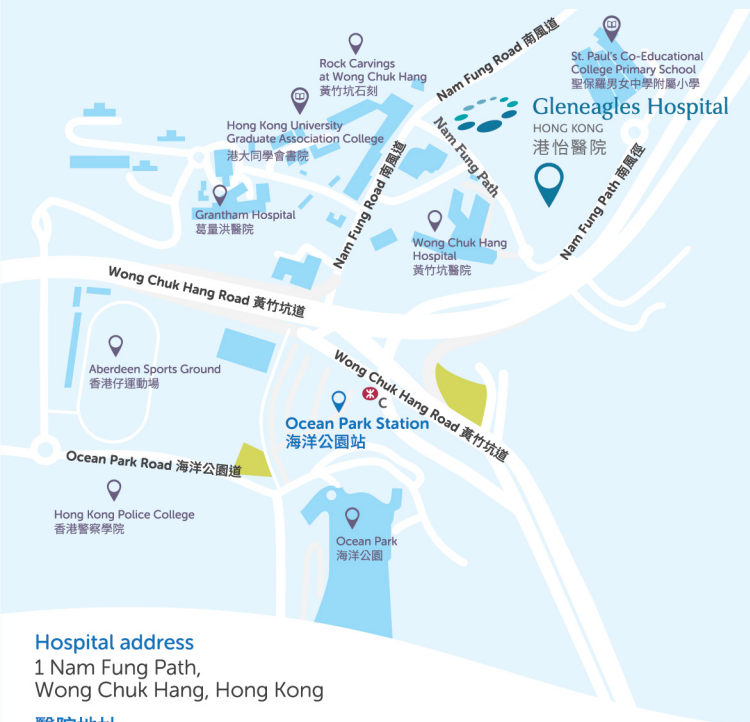 Rock Carvings
at Wong Chuk Hang
黃竹坑石刻
Nam Fung Road 南風道
St. Paul's Co-Educational
College Primary School
聖保羅男女中學附屬小學
Gleneagles Hospital
HONG KONG
港怡醫院
Hong Kong University
Graduate Association College
港大同學會書院
Nam Fung Path
Nam Fung Road 南風道
Nam Fung Path 南風徑
Grantham Hospital
葛量洪醫院
Wong Chuk Hang
Hospital
黃竹坑醫院
Wong Chuk Hang Road 黃竹坑道
Aberdeen Sports Ground
香港仔運動場
Wong Chuk Hang Road 黃竹坑道
C
Ocean Park Station
海洋公園站
Ocean Park Road 海洋公園道
Hong Kong Police College
香港警察學院
Ocean Park
海洋公園
Hospital address
1 Nam Fung Path,
Wong Chuk Hang, Hong Kong
醫院地址